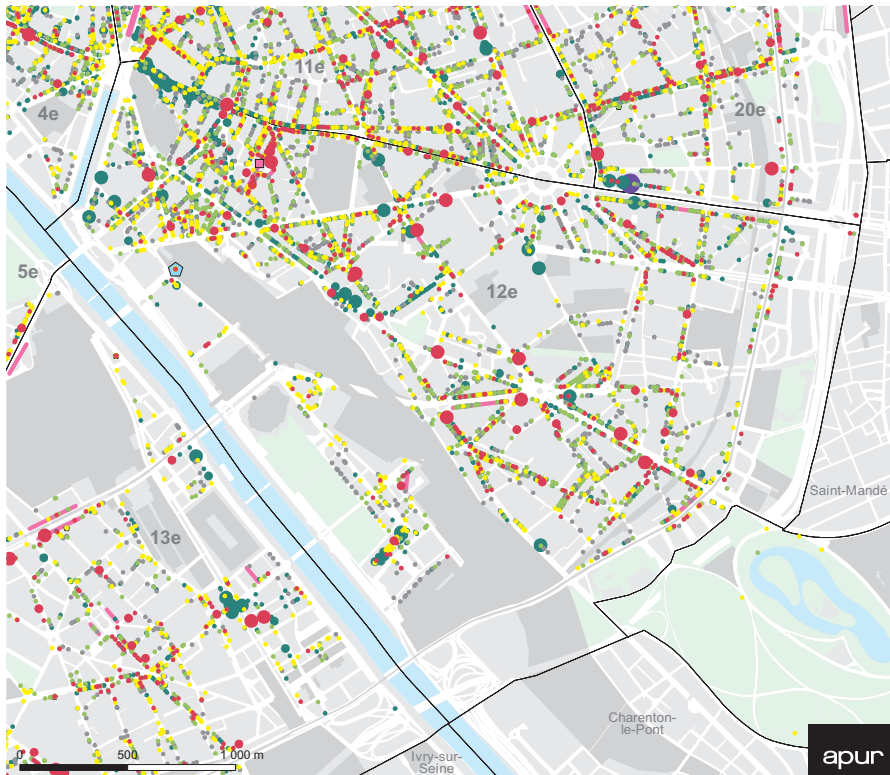 11e
4e
20e
5e
12e
Saint-Mandé
13e
Charenton-
le-Pont
0 500 1 000 m
Ivry-sur-
Seine
apur